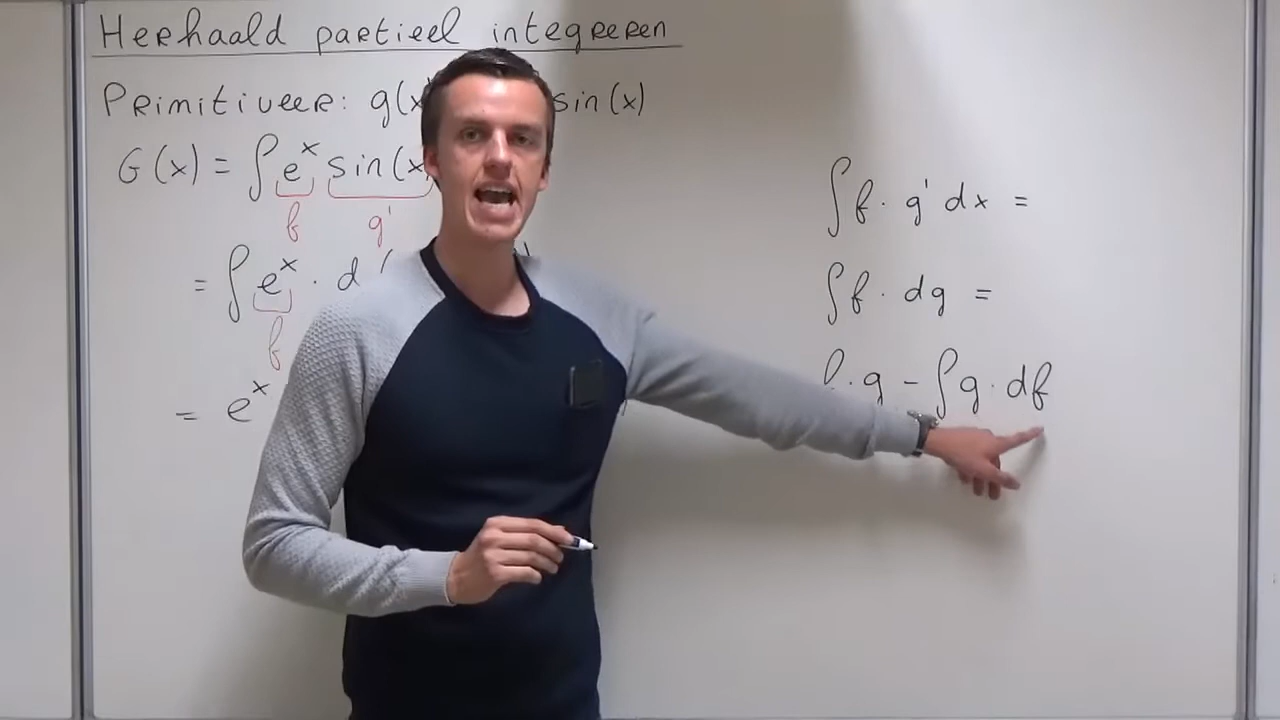 Herhaald partieel integreren
Primitiveer: g(x sin(x)
G(x) = ∫ e^x sin(x
f g'
= ∫ e^x · d(
f
= e^x
∫ f · g' dx =
∫ f · dg =
f · g - ∫ g · df